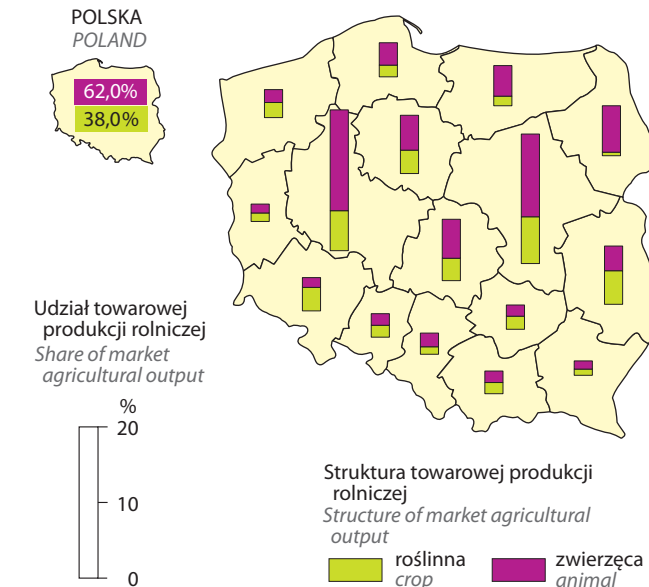 POLSKA
POLAND
62,0%
38,0%
Udział towarowej
produkcji rolniczej
Share of market
agricultural output
%
20
10
0
Struktura towarowej produkcji
rolniczej
Structure of market agricultural
output
roślinna
crop
zwierzęca
animal